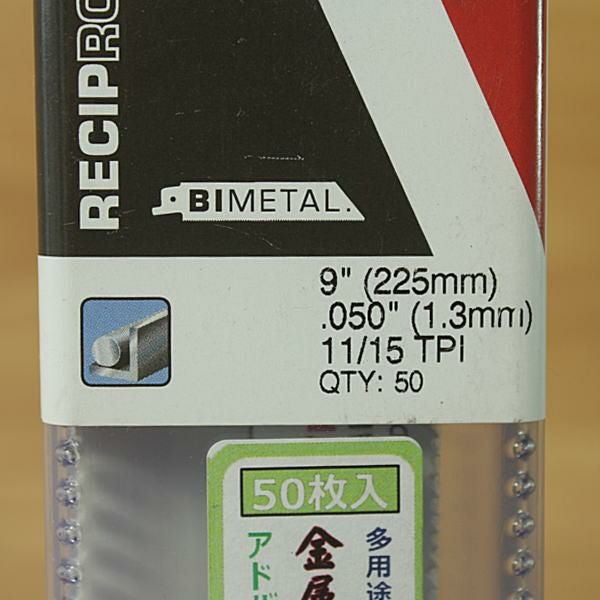 RECIPRO
BIMETAL.
9" (225mm)
.050" (1.3mm)
11/15 TPI
QTY: 50
50枚入
多用途
金属
アド